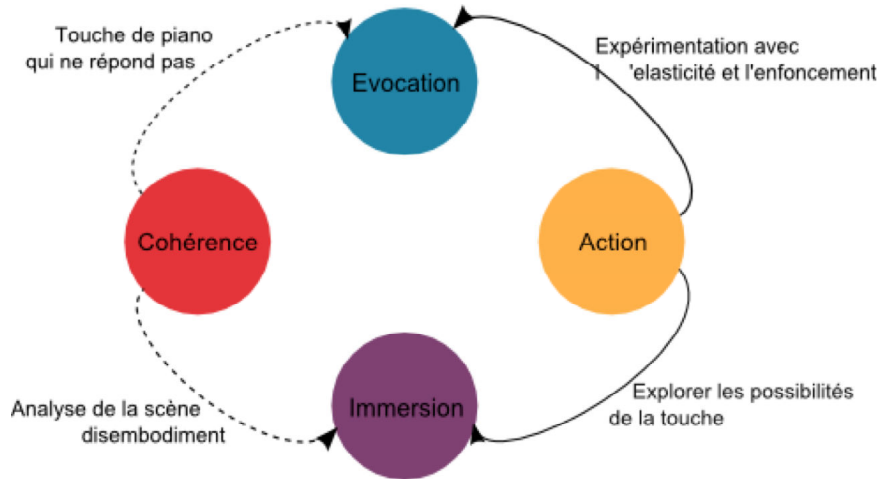 Touche de piano
qui ne répond pas
Evocation
Expérimentation avec
l 'elasticité et l'enfoncement
Cohérence
Action
Immersion
Analyse de la scène
disembodiment
Explorer les possibilités
de la touche